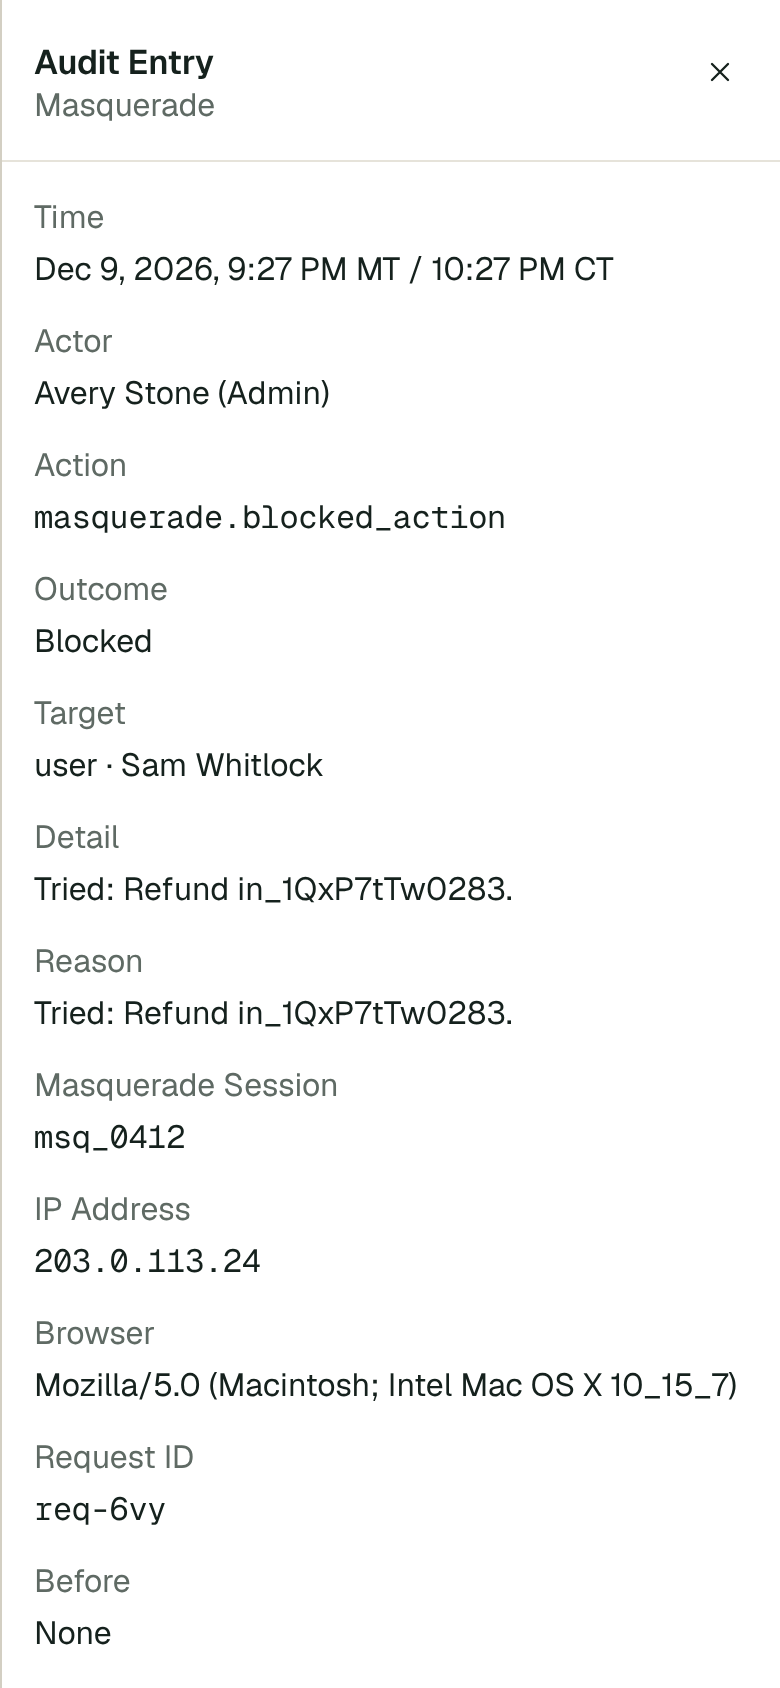 Audit Entry
Masquerade
Time
Dec 9, 2026, 9:27 PM MT / 10:27 PM CT
Actor
Avery Stone (Admin)
Action
masquerade.blocked_action
Outcome
Blocked
Target
user · Sam Whitlock
Detail
Tried: Refund in_1QxP7tTw0283.
Reason
Tried: Refund in_1QxP7tTw0283.
Masquerade Session
msq_0412
IP Address
203.0.113.24
Browser
Mozilla/5.0 (Macintosh; Intel Mac OS X 10_15_7)
Request ID
req-6vy
Before
None